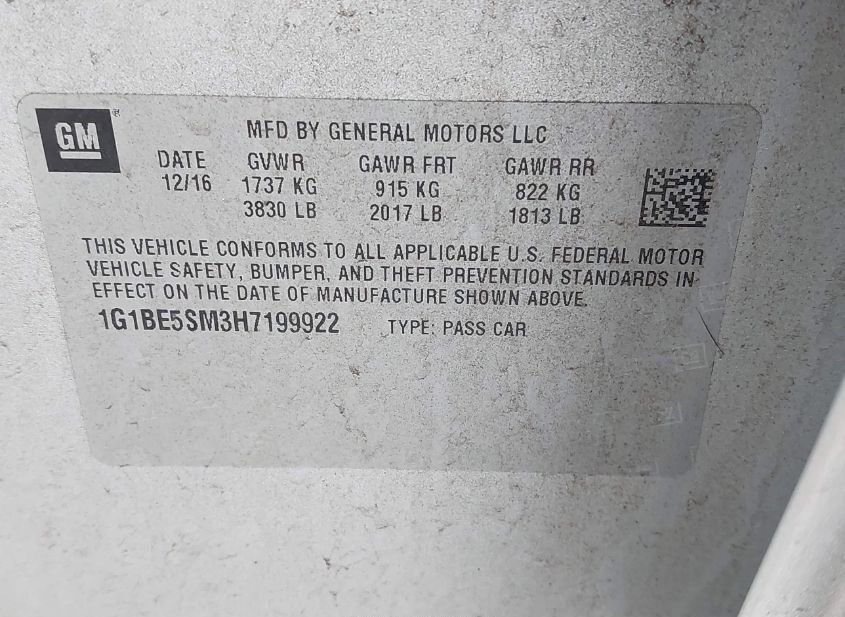 GM
MFD BY GENERAL MOTORS LLC
DATE GVWR GAWR FRT GAWR RR
12/16 1737 KG 915 KG 822 KG
3830 LB 2017 LB 1813 LB
THIS VEHICLE CONFORMS TO ALL APPLICABLE U.S. FEDERAL MOTOR
VEHICLE SAFETY, BUMPER, AND THEFT PREVENTION STANDARDS IN
EFFECT ON THE DATE OF MANUFACTURE SHOWN ABOVE.
1G1BE5SM3H7199922 TYPE: PASS CAR